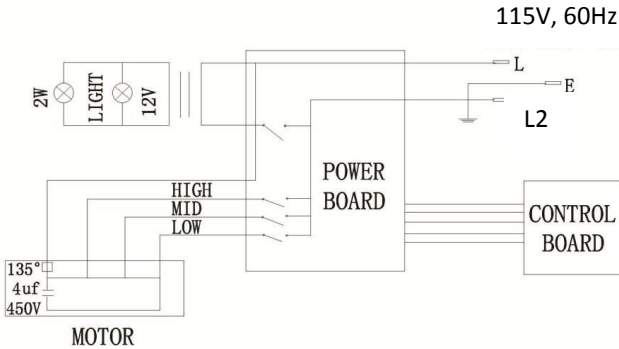 115V, 60Hz
L
E
L2
2W
LIGHT
12V
POWER
BOARD
HIGH
MID
LOW
CONTROL
BOARD
135°
4uf
450V
MOTOR